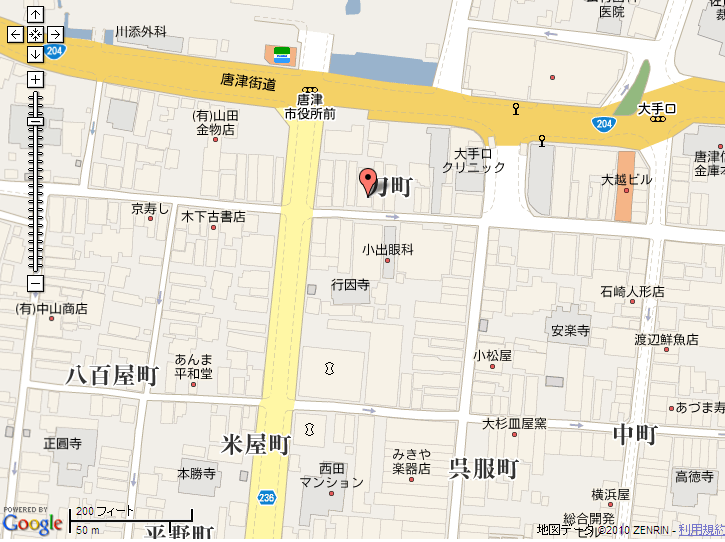 医院
川添外科
204
唐津街道
唐津
市役所前
大手口
204
(有)山田
金物店
大手口
クリニック
唐津信
金庫本
大越ビル
町
京寿し
木下古書店
小出眼科
行因寺
石崎人形店
(有)中山商店
安楽寺
渡辺鮮魚店
小松屋
八百屋町
あんま
平和堂
あづま寿
大杉皿屋窯
中町
正圓寺
米屋町
みきや
楽器店
呉服町
本勝寺
西田
マンション
高徳寺
236
横浜屋
総合開発
ビル
平野町
POWERED BY
Google
200 フィート
50 m
地図データ ©2010 ZENRIN - 利用規約